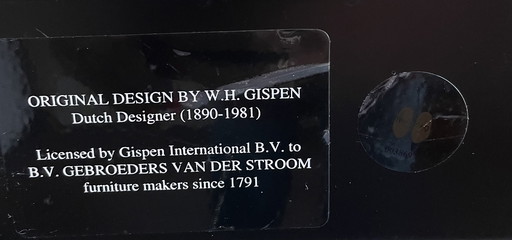 ORIGINAL DESIGN BY W.H. GISPEN
Dutch Designer (1890-1981)
Licensed by Gispen International B.V. to
B.V. GEBROEDERS VAN DER STROOM
furniture makers since 1791